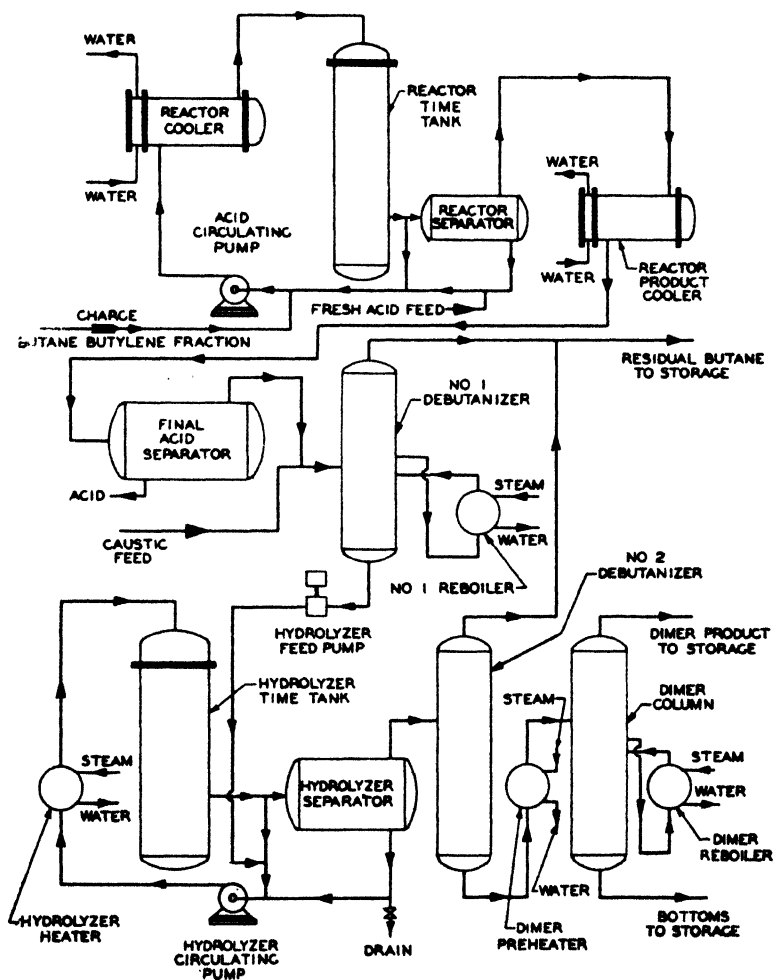 WATER
REACTOR
COOLER
WATER
REACTOR
TIME
TANK
ACID
CIRCULATING
PUMP
REACTOR
SEPARATOR
WATER
WATER
REACTOR
PRODUCT
COOLER
FRESH ACID FEED
CHARGE
BUTANE BUTYLENE FRACTION
RESIDUAL BUTANE
TO STORAGE
NO 1
DEBUTANIZER
FINAL
ACID
SEPARATOR
ACID
STEAM
WATER
CAUSTIC
FEED
NO 1 REBOILER
NO 2
DEBUTANIZER
HYDROLYZER
FEED PUMP
DIMER PRODUCT
TO STORAGE
HYDROLYZER
TIME TANK
STEAM
DIMER
COLUMN
STEAM
WATER
HYDROLYZER
SEPARATOR
STEAM
WATER
DIMER
REBOILER
WATER
HYDROLYZER
HEATER
HYDROLYZER
CIRCULATING
PUMP
DRAIN
DIMER
PREHEATER
BOTTOMS
TO STORAGE